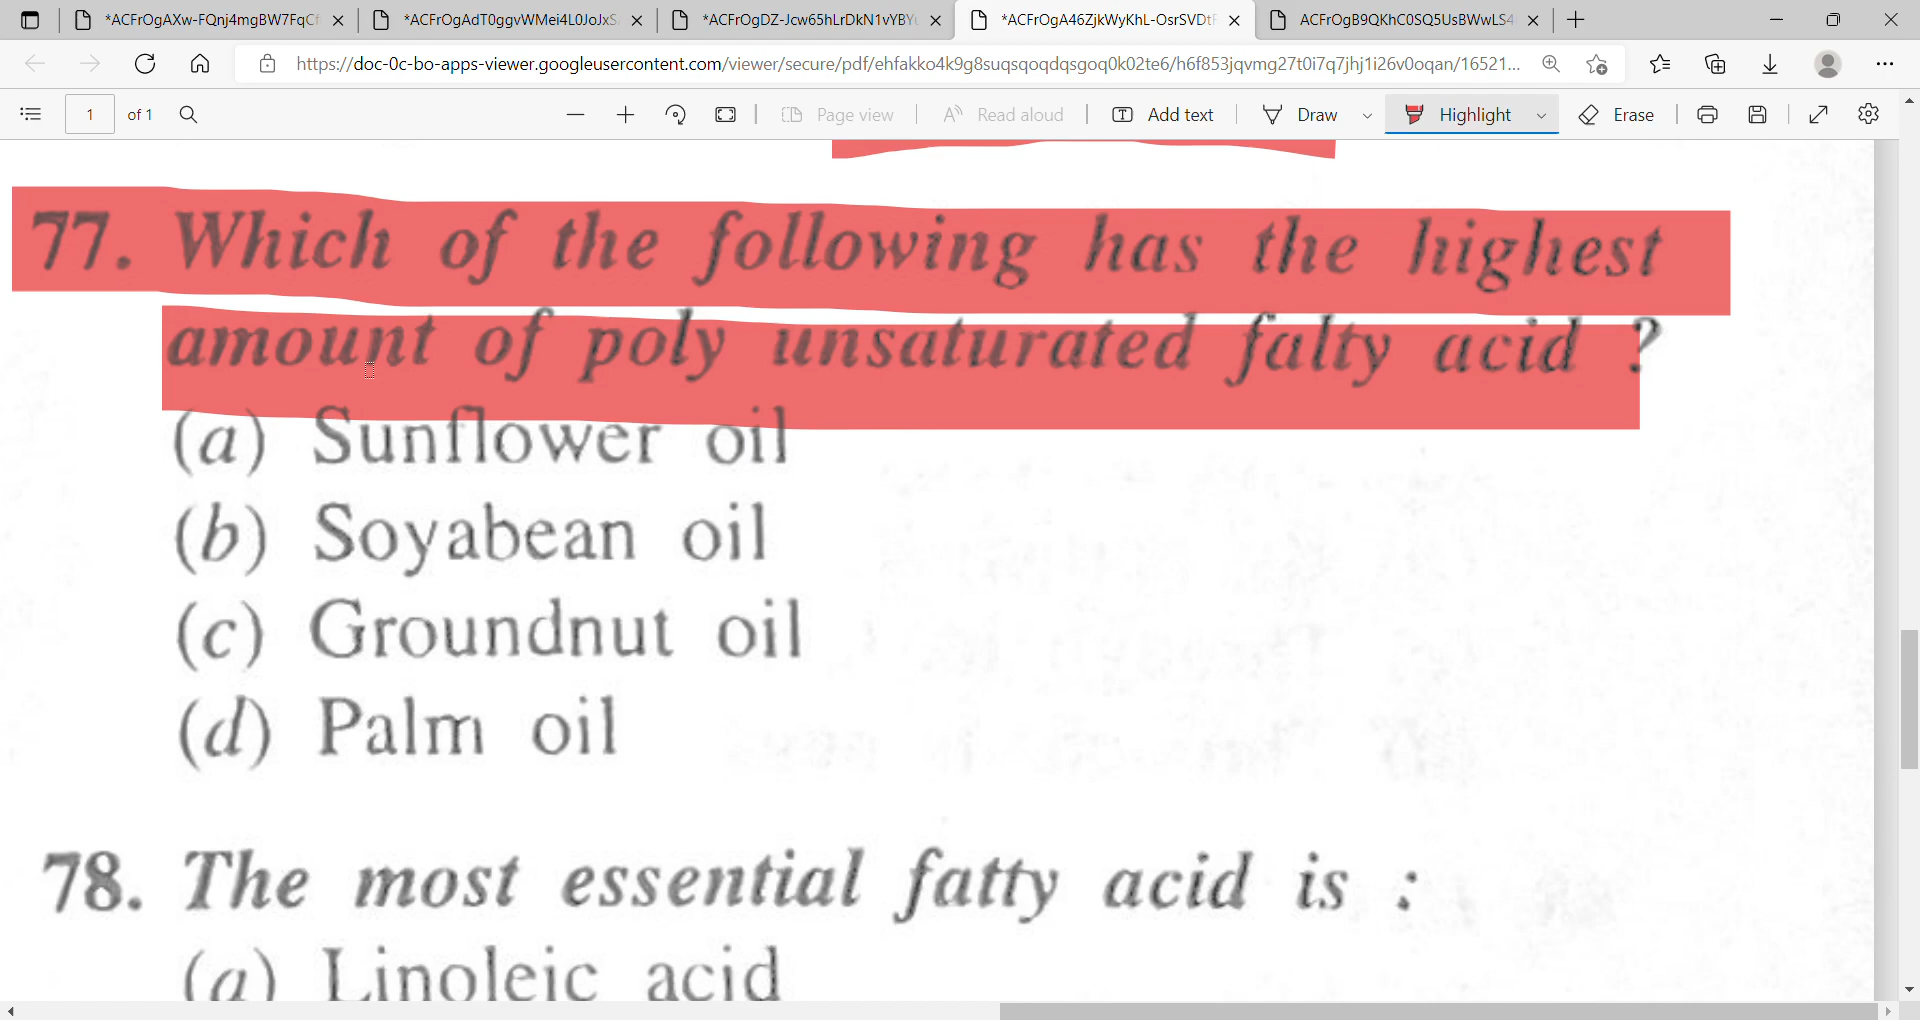 *ACFrOgAXw-FQnj4mgBW7FqCf
*ACFrOgAdT0ggvWMei4L0JoJxS
*ACFrOgDZ-Jcw65hLrDkN1vYBY
*ACFrOgA46ZjkWyKhL-OsrSVDt
ACFrOgB9QKhC0SQ5UsBWwLS4
https://doc-0c-bo-apps-viewer.googleusercontent.com/viewer/secure/pdf/ehfakko4k9g8suqsqoqdqsgoq0k02te6/h6f853jqvmg27t0i7q7jhj1i26v0oqan/16521...
1 of 1 Page view Read aloud Add text Draw Highlight Erase
77. Which of the following has the highest
amount of poly unsaturated falty acid ?
(a) Sunflower oil
(b) Soyabean oil
(c) Groundnut oil
(d) Palm oil
78. The most essential fatty acid is :
(a) Linoleic acid